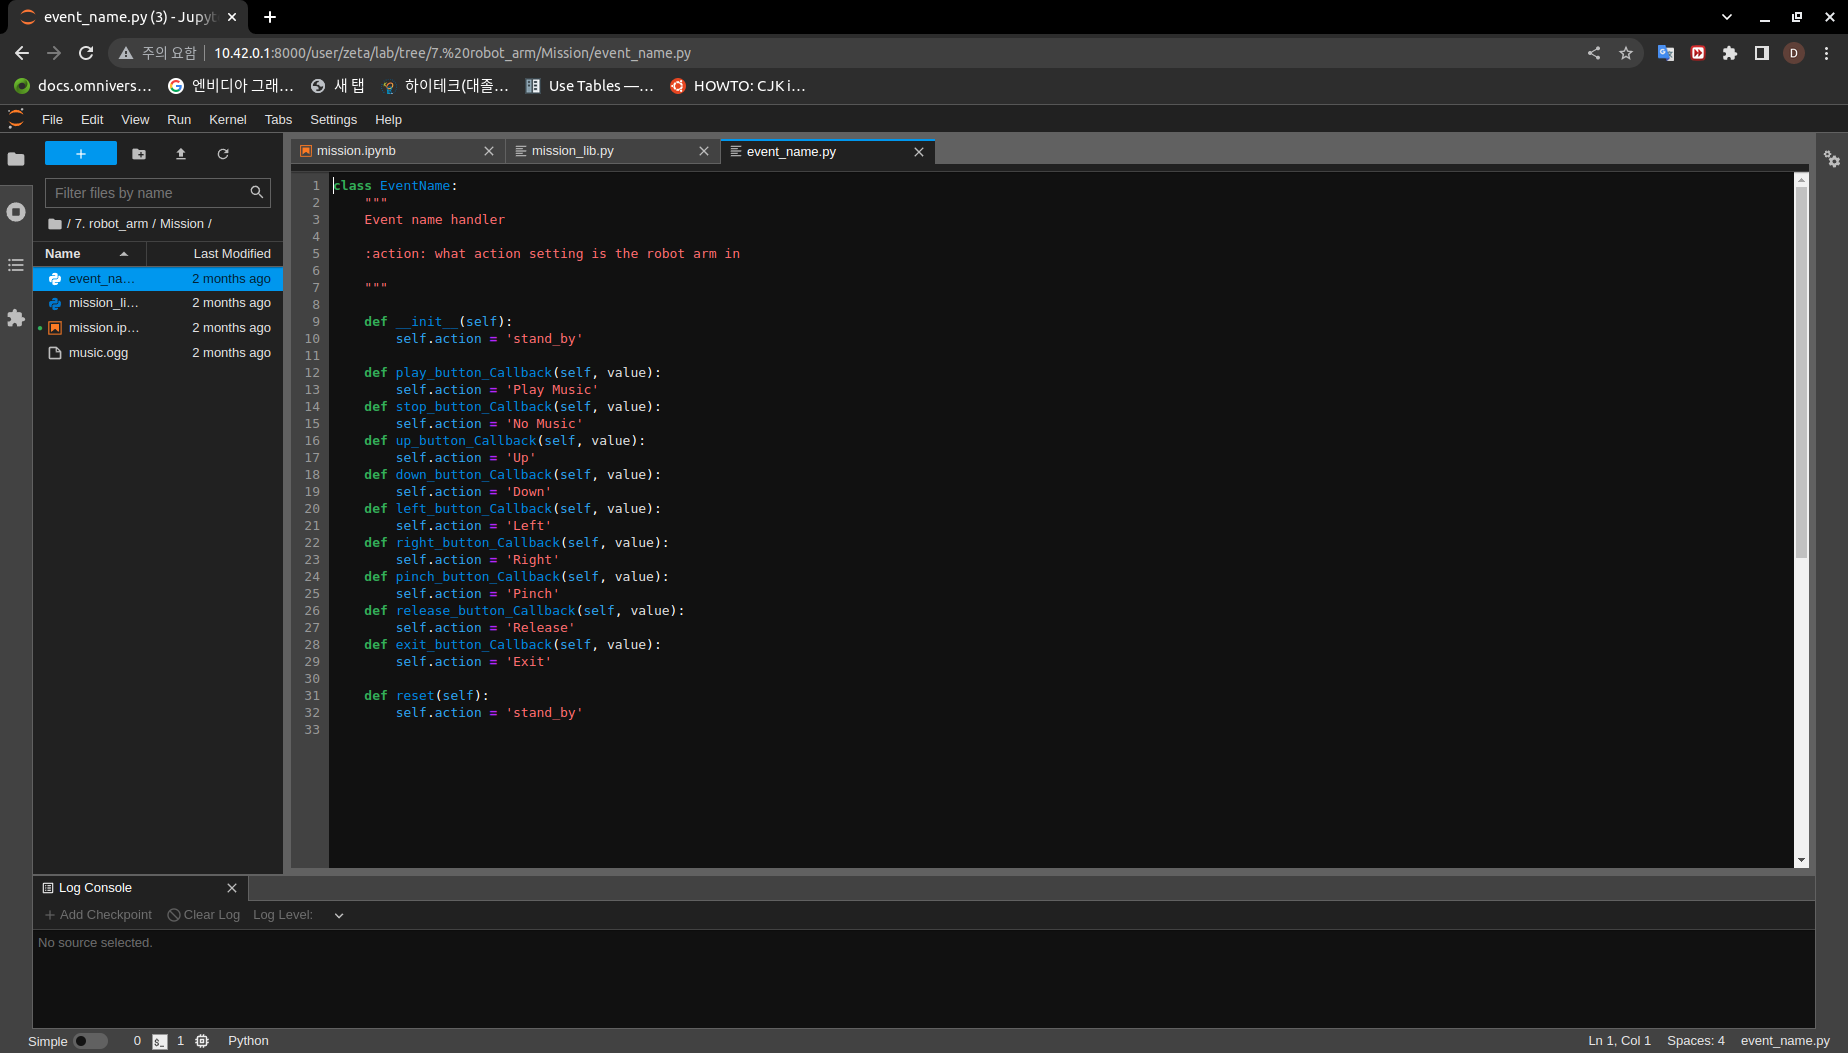 event_name.py (3) - Jupyt
주의 요함
10.42.0.1:8000/user/zeta/lab/tree/7.%20robot_arm/Mission/event_name.py
D
docs.omnivers… 엔비디아 그래… 새 탭 하이테크(대졸… Use Tables —… HOWTO: CJK i…
File Edit View Run Kernel Tabs Settings Help
mission.ipynb mission_lib.py event_name.py
Filter files by name
/ 7. robot_arm / Mission /
Name Last Modified
event_na… 2 months ago
mission_li… 2 months ago
mission.ip… 2 months ago
music.ogg 2 months ago
1 class EventName:
2     """
3     Event name handler
4
5     :action: what action setting is the robot arm in
6
7     """
8
9     def __init__(self):
10         self.action = 'stand_by'
11
12     def play_button_Callback(self, value):
13         self.action = 'Play Music'
14     def stop_button_Callback(self, value):
15         self.action = 'No Music'
16     def up_button_Callback(self, value):
17         self.action = 'Up'
18     def down_button_Callback(self, value):
19         self.action = 'Down'
20     def left_button_Callback(self, value):
21         self.action = 'Left'
22     def right_button_Callback(self, value):
23         self.action = 'Right'
24     def pinch_button_Callback(self, value):
25         self.action = 'Pinch'
26     def release_button_Callback(self, value):
27         self.action = 'Release'
28     def exit_button_Callback(self, value):
29         self.action = 'Exit'
30
31     def reset(self):
32         self.action = 'stand_by'
33
Log Console
Add Checkpoint Clear Log Log Level:
No source selected.
Simple 0 $_ 1 Python Ln 1, Col 1 Spaces: 4 event_name.py